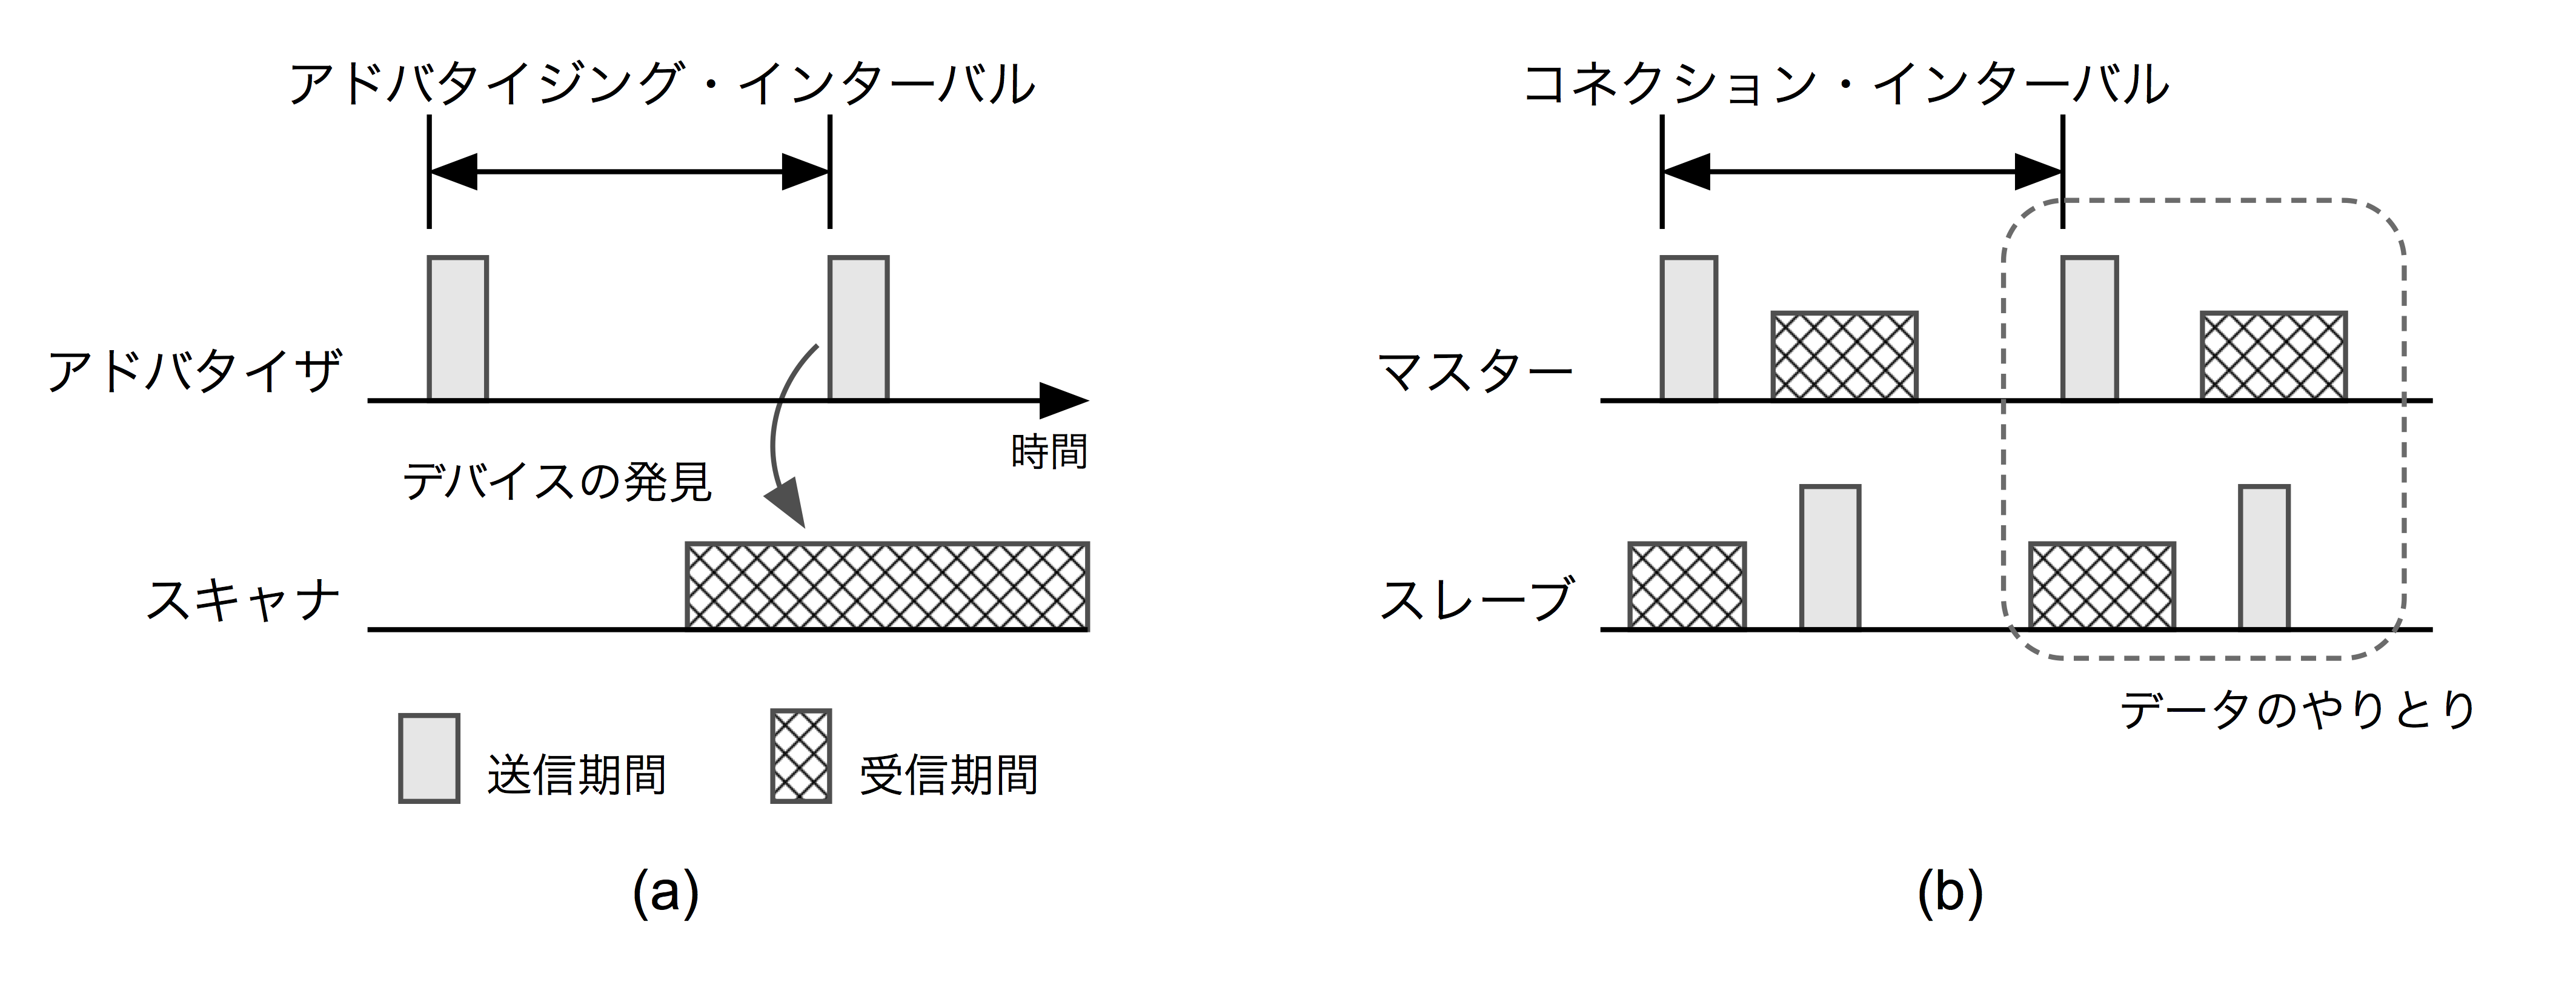 アドバタイジング・インターバル
アドバタイザ
時間
デバイスの発見
スキャナ
送信期間
受信期間
(a)
コネクション・インターバル
マスター
スレーブ
データのやりとり
(b)